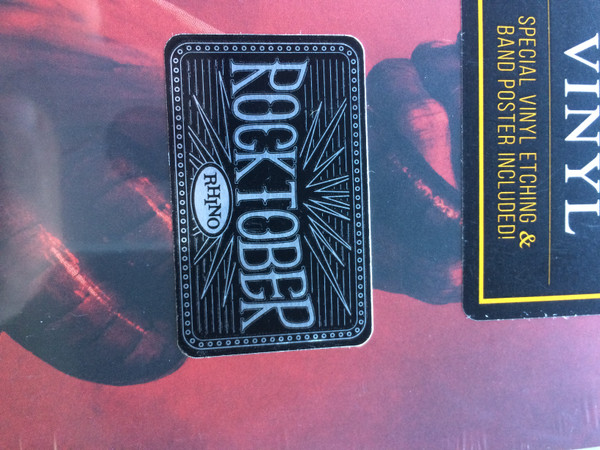 VINYL
SPECIAL VINYL ETCHING &
BAND POSTER INCLUDED!
ROCKTOBER
RHINO